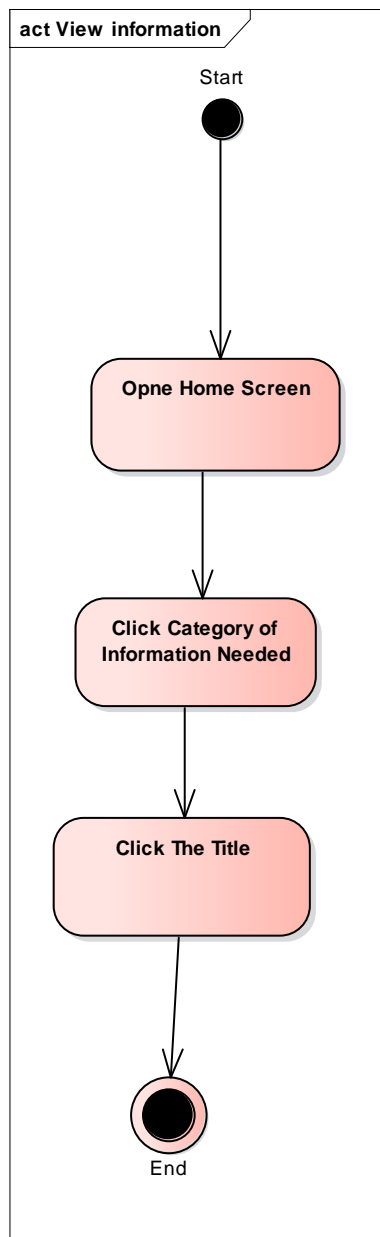 act View information
Start
Opne Home Screen
Click Category of
Information Needed
Click The Title
End